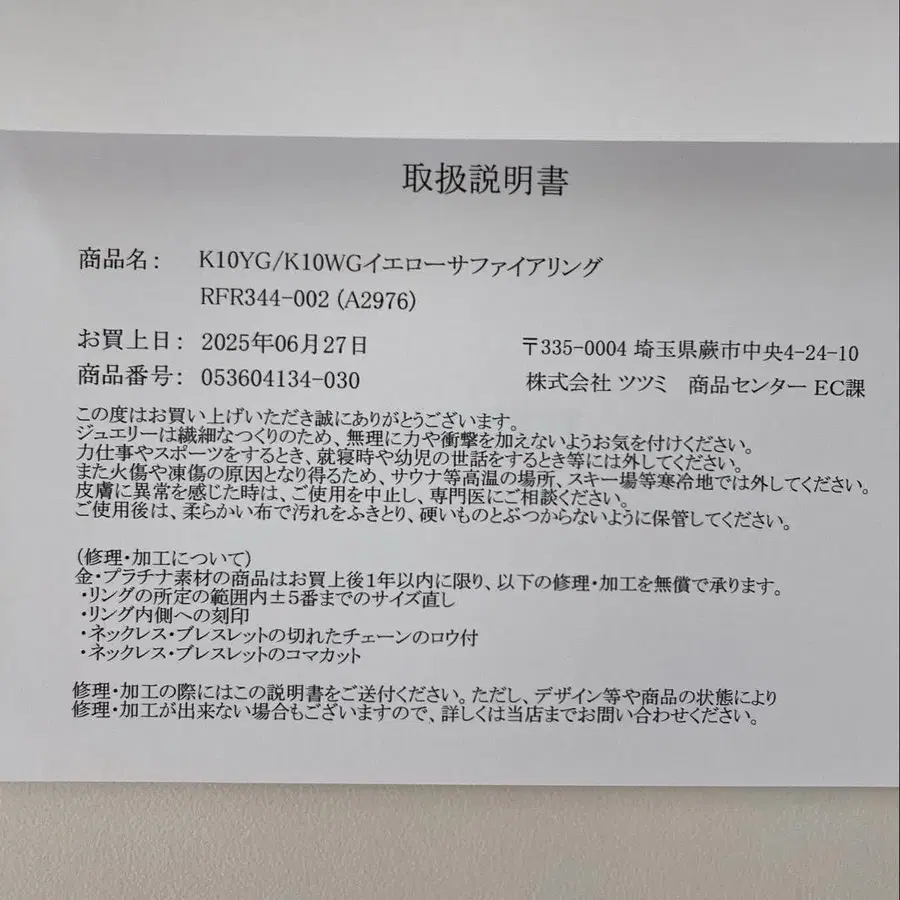 取扱説明書
商品名： K10YG/K10WGイエローサファイアリング
RFR344-002 (A2976)
お買上日： 2025年06月27日
〒335-0004 埼玉県蕨市中央4-24-10
商品番号： 053604134-030
株式会社 ツツミ 商品センター EC課
この度はお買い上げいただき誠にありがとうございます。
ジュエリーは繊細なつくりのため、無理に力や衝撃を加えないようお気を付けください。
力仕事やスポーツをするとき、就寝時や幼児の世話をするとき等には外してください。
また火傷や凍傷の原因となり得るため、サウナ等高温の場所、スキー場等寒冷地では外してください。
皮膚に異常を感じた時は、ご使用を中止し、専門医にご相談ください。
ご使用後は、柔らかい布で汚れをふきとり、硬いものとぶつからないように保管してください。
(修理・加工について)
金・プラチナ素材の商品はお買上後1年以内に限り、以下の修理・加工を無償で承ります。
・リングの所定の範囲内±5番までのサイズ直し
・リング内側への刻印
・ネックレス・ブレスレットの切れたチェーンのロウ付
・ネックレス・ブレスレットのコマカット
修理・加工の際にはこの説明書をご送付ください。ただし、デザイン等や商品の状態により
修理・加工が出来ない場合もございますので、詳しくは当店までお問い合わせください。